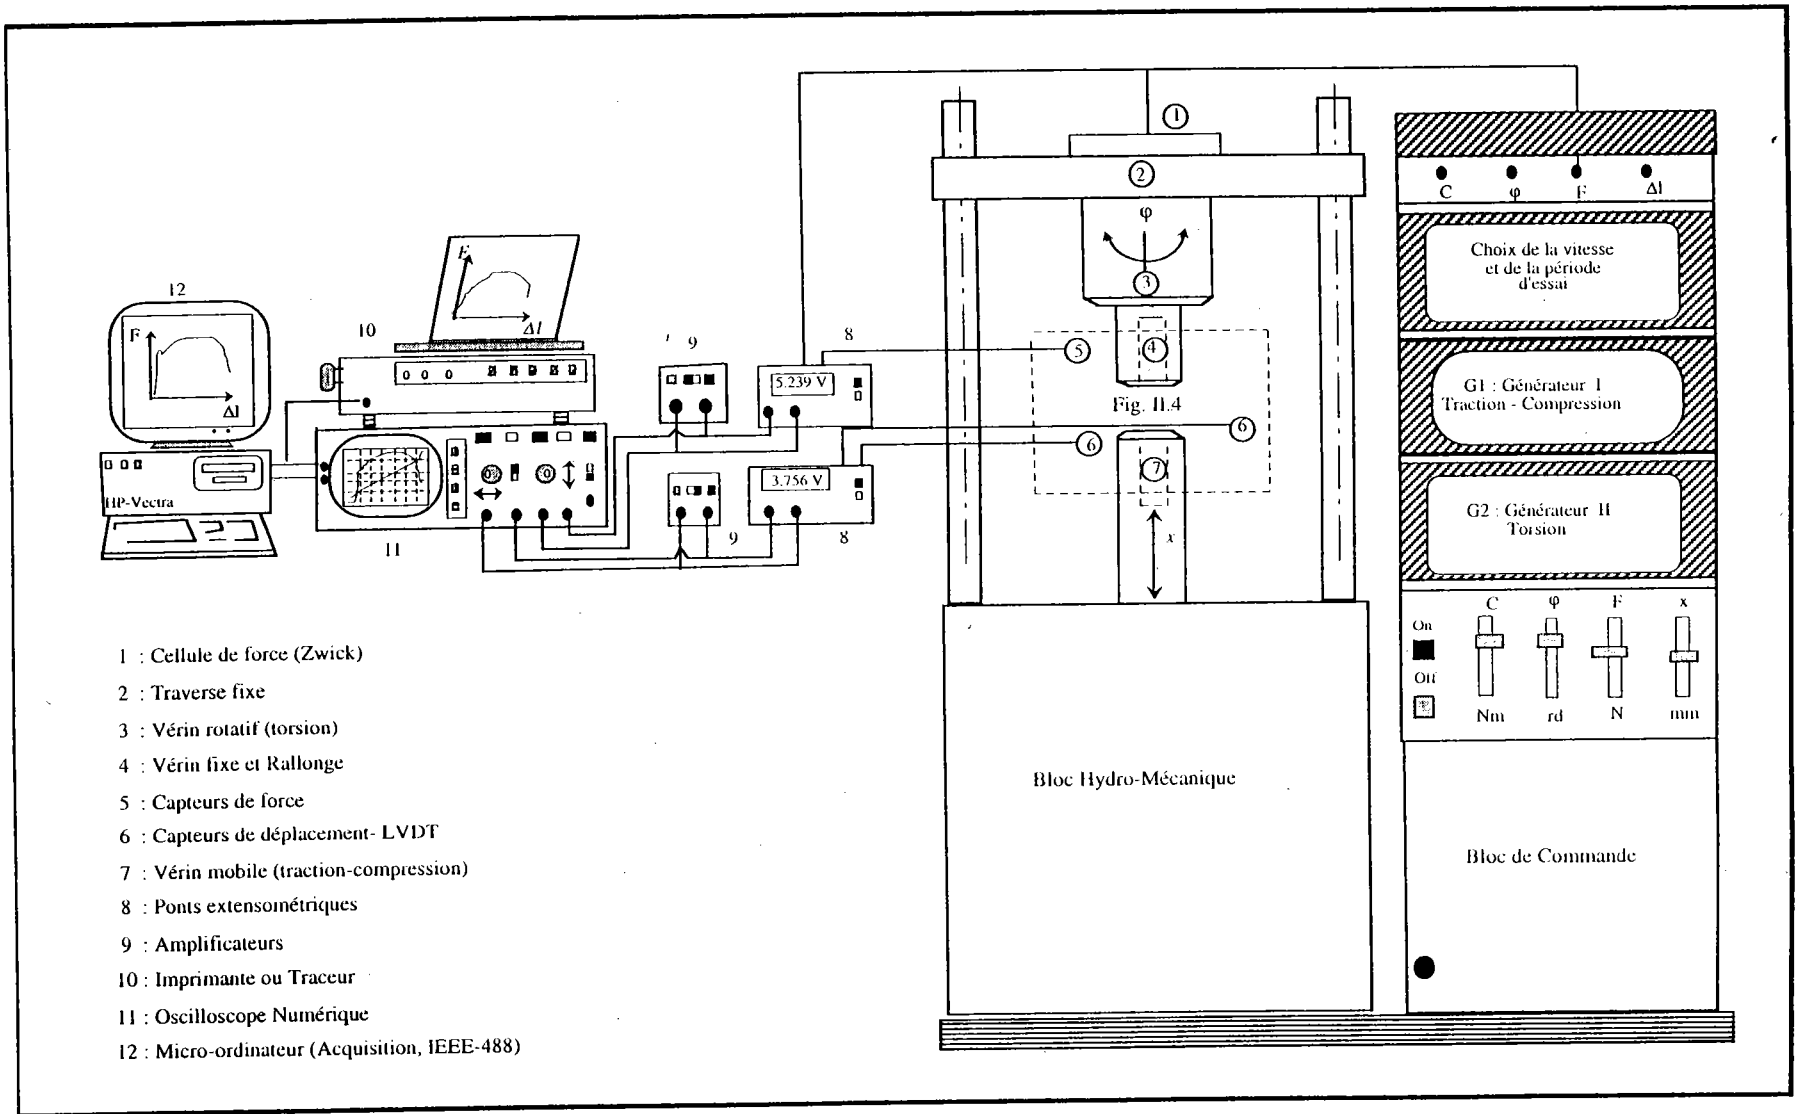 1
C
φ
F
Δl
2
φ
Choix de la vitesse
et de la période
d'essai
3
12
F
Δl
10
F
Δl
9
8
5.239 V
5
4
Fig. II.4
G1 : Générateur I
Traction - Compression
6
6
7
x
HP-Vectra
11
3.756 V
9
8
G2 : Générateur II
Torsion
C
φ
F
x
On
Off
Nm
rd
N
mm
1 : Cellule de force (Zwick)
2 : Traverse fixe
3 : Vérin rotatif (torsion)
4 : Vérin fixe et Rallonge
5 : Capteurs de force
6 : Capteurs de déplacement- LVDT
7 : Vérin mobile (traction-compression)
8 : Ponts extensométriques
9 : Amplificateurs
10 : Imprimante ou Traceur
11 : Oscilloscope Numérique
12 : Micro-ordinateur (Acquisition, IEEE-488)
Bloc Hydro-Mécanique
Bloc de Commande